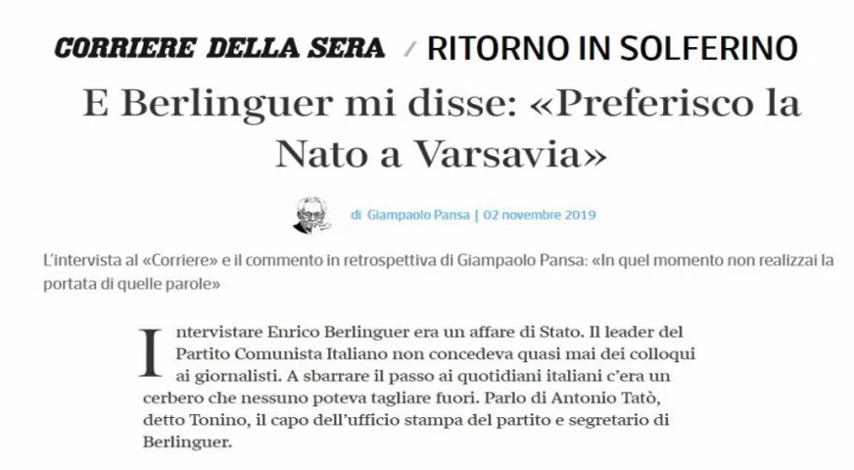 CORRIERE DELLA SERA / RITORNO IN SOLFERINO
E Berlinguer mi disse: «Preferisco la
Nato a Varsavia»
di Giampaolo Pansa | 02 novembre 2019
L'intervista al «Corriere» e il commento in retrospettiva di Giampaolo Pansa: «In quel momento non realizzai la
portata di quelle parole»
Intervistare Enrico Berlinguer era un affare di Stato. Il leader del
Partito Comunista Italiano non concedeva quasi mai dei colloqui
ai giornalisti. A sbarrare il passo ai quotidiani italiani c'era un
cerbero che nessuno poteva tagliare fuori. Parlo di Antonio Tatò,
detto Tonino, il capo dell'ufficio stampa del partito e segretario di
Berlinguer.